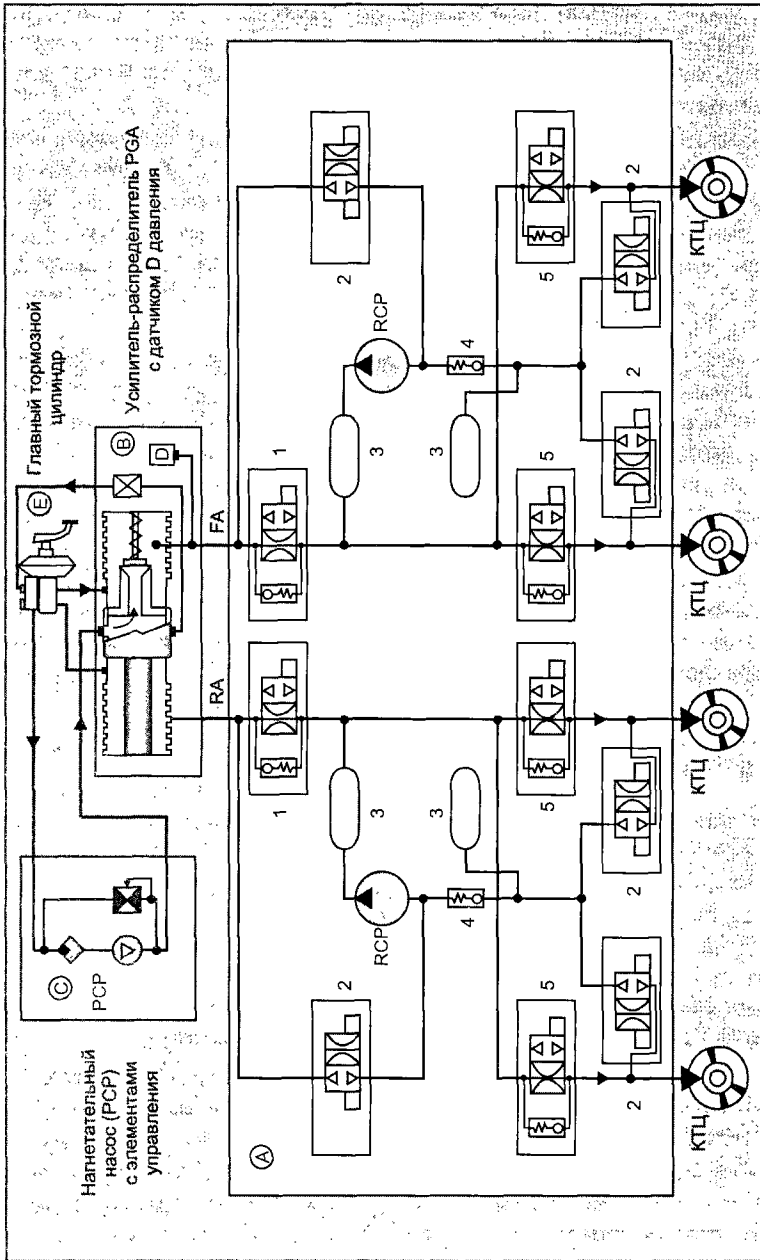 Нагнетательный
насос (PCP)
с элементами
управления
C
PCP
E
Главный тормозной
цилиндр
B
Усилитель-распределитель PGA
с датчиком D давления
D
RA
FA
A
2
1
1
2
RCP
3
3
RCP
4
3
3
4
5
5
5
5
2
2
2
2
КТЦ
КТЦ
КТЦ
КТЦ